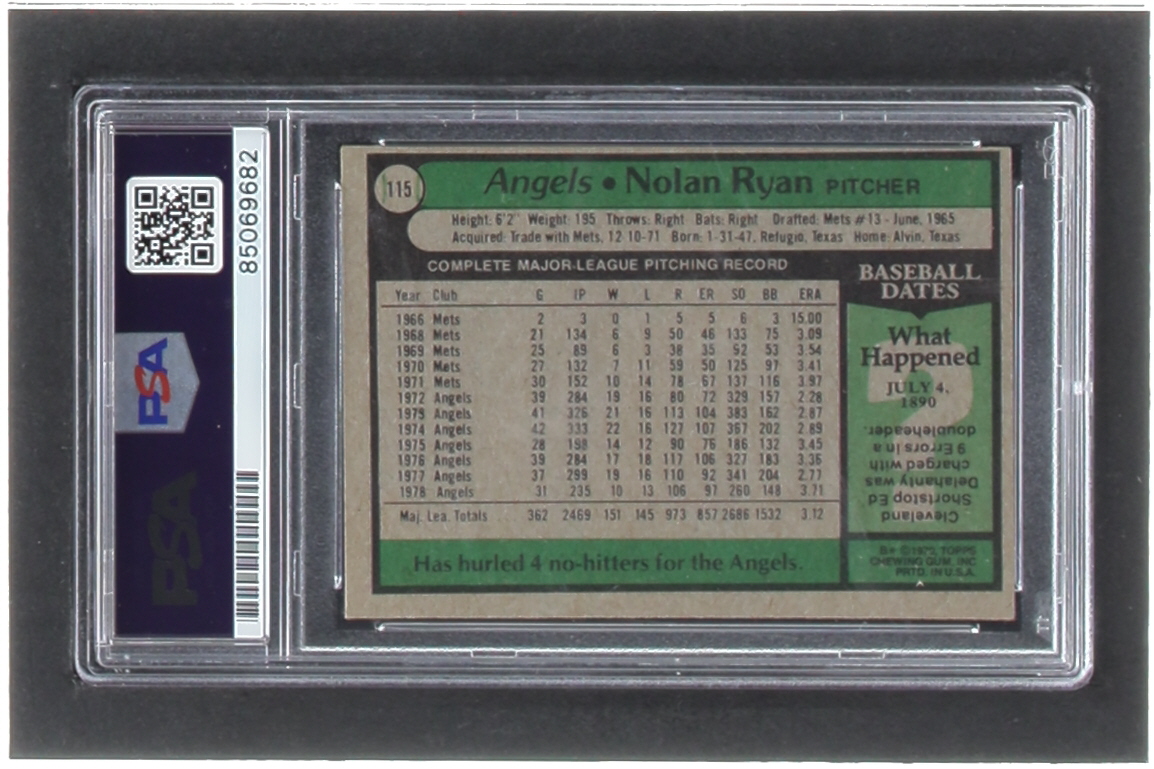 PSA
85069682
PSA
115
Angels • Nolan Ryan PITCHER
Height: 6'2" Weight: 195 Throws: Right Bats: Right Drafted: Mets #13 - June, 1965
Acquired: Trade with Mets, 12-10-71 Born: 1-31-47, Refugio, Texas Home: Alvin, Texas
COMPLETE MAJOR-LEAGUE PITCHING RECORD
Year Club G IP W L R ER SO BB ERA
1966 Mets 2 3 0 1 5 5 6 3 15.00
1968 Mets 21 134 6 9 50 46 133 75 3.09
1969 Mets 25 89 6 3 38 35 92 53 3.54
1970 Mets 27 132 7 11 59 50 125 97 3.41
1971 Mets 30 152 10 14 78 67 137 116 3.97
1972 Angels 39 284 19 16 80 72 329 157 2.28
1973 Angels 41 326 21 16 113 104 383 162 2.87
1974 Angels 42 333 22 16 127 107 367 202 2.89
1975 Angels 28 198 14 12 90 76 186 132 3.45
1976 Angels 39 284 17 18 117 106 327 183 3.36
1977 Angels 37 299 19 16 110 92 341 204 2.77
1978 Angels 31 235 10 13 106 97 260 148 3.71
Maj. Lea. Totals 362 2469 151 145 973 857 2686 1532 3.12
Has hurled 4 no-hitters for the Angels.
BASEBALL
DATES
What
Happened
JULY 4,
1890
?
Cleveland
Shortstop Ed
Delahanty was
charged with
9 Errors in a
doubleheader.
B* © 1979, TOPPS
CHEWING GUM, INC
PRTD. IN U.S.A.